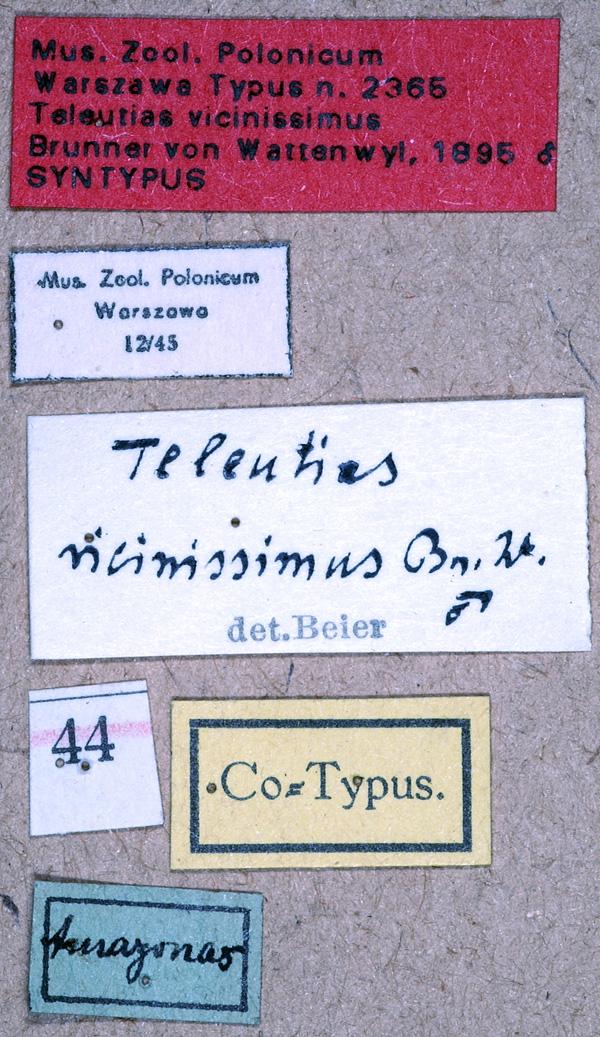 Mus. Zool. Polonicum
Warszawa Typus n. 2365
Teleutias vicinissimus
Brunner von Wattenwyl, 1895 ♂
SYNTYPUS
Mus. Zool. Polonicum
Warszawa
12/45
Teleutias
vicinissimus Br. W.
♂
det. Beier
44
Co-Typus.
Amazonas